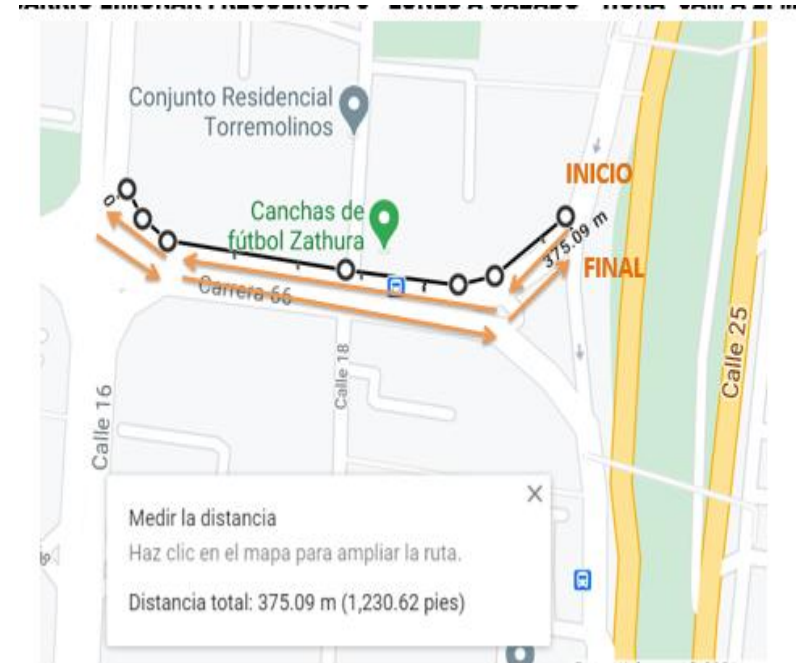 Conjunto Residencial
Torremolinos
INICIO
Canchas de
fútbol Zathura
375.09 m
FINAL
Carrera 66
Calle 25
Calle 18
Calle 16
Medir la distancia
Haz clic en el mapa para ampliar la ruta.
Distancia total: 375.09 m (1,230.62 pies)